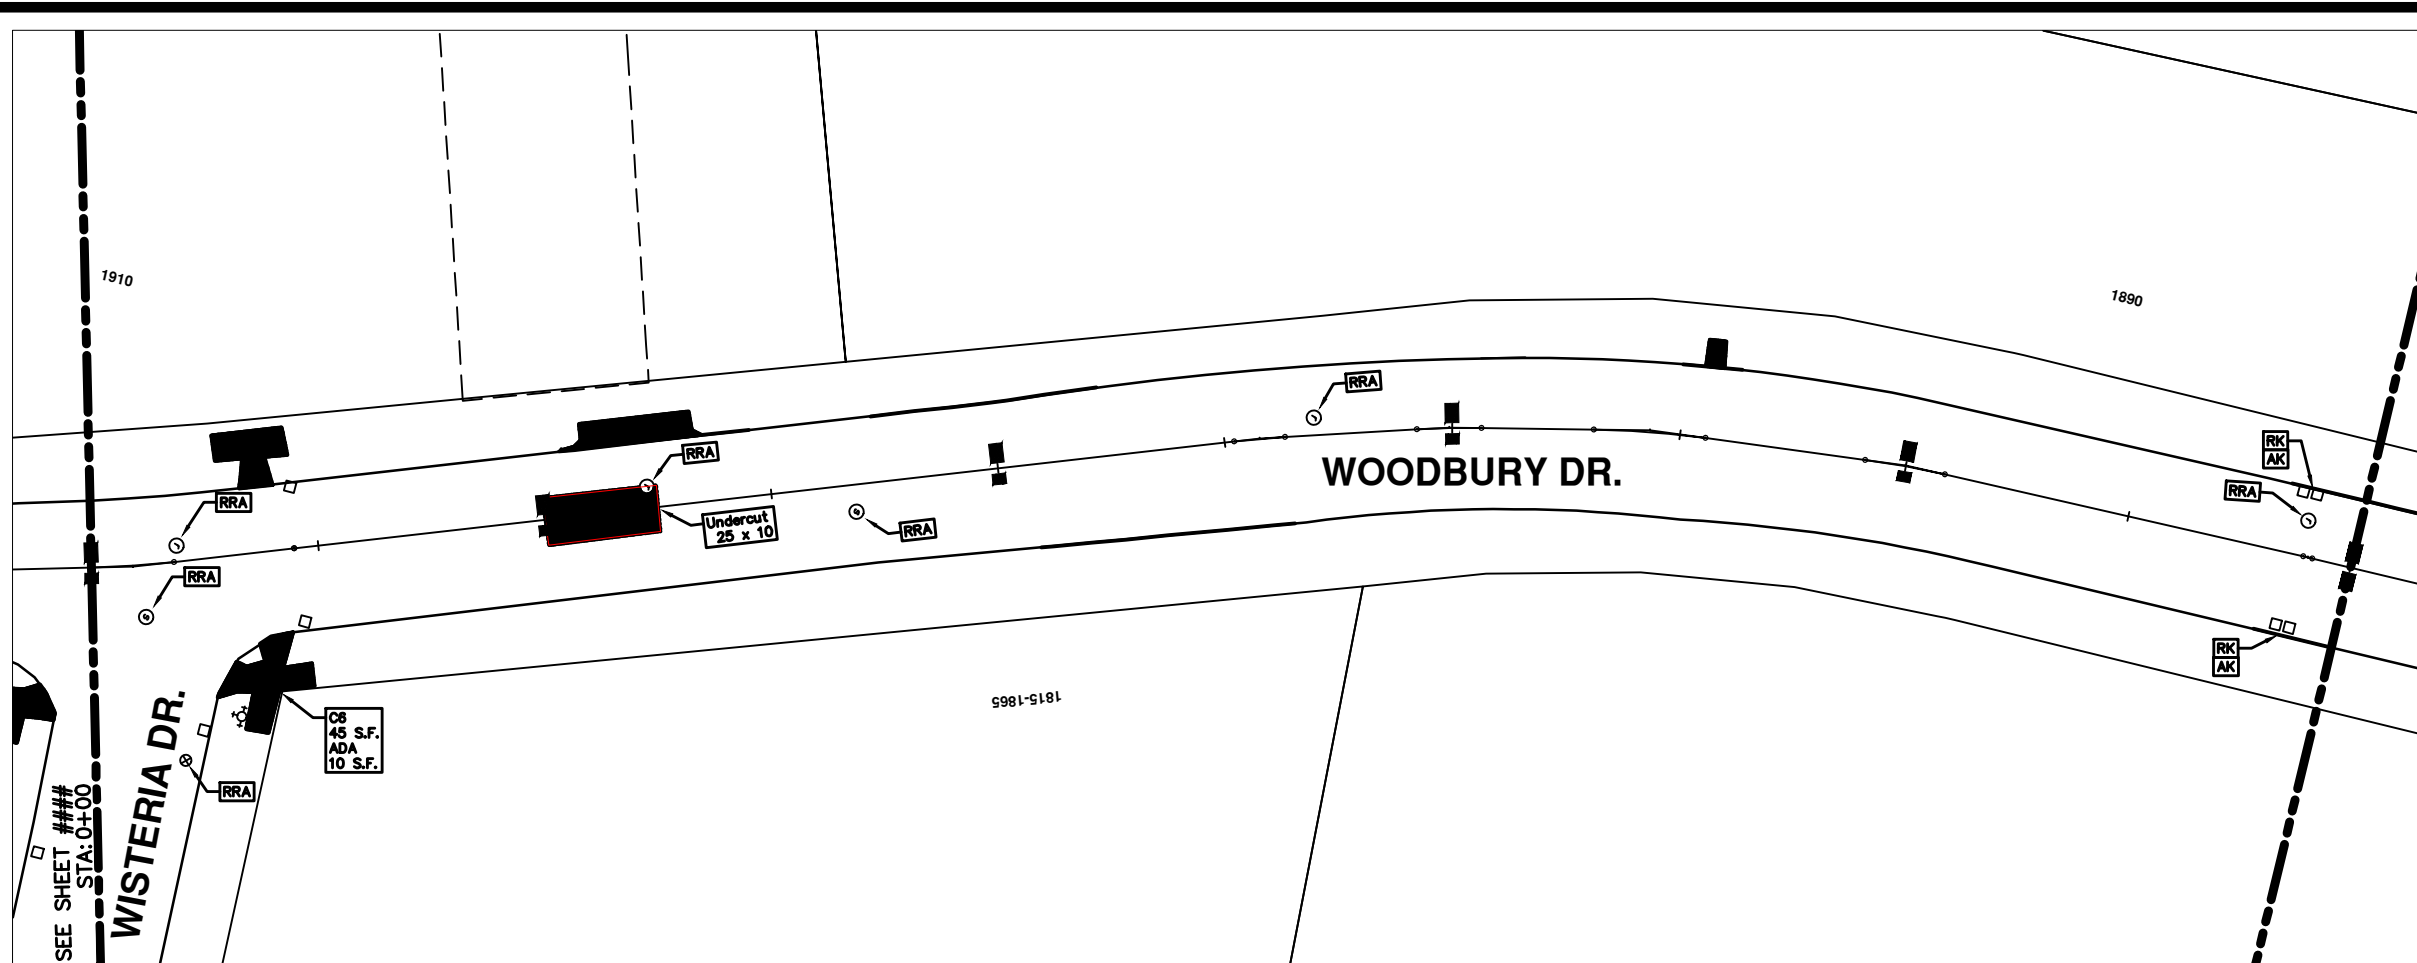 1910
1890
RRA
RK
AK
RRA
WOODBURY DR.
RRA
RRA
Undercut
25 x 10
RRA
RRA
RK
AK
1815-1865
C6
45 S.F.
ADA
10 S.F.
RRA
WISTERIA DR.
SEE SHEET ####
STA: 0+00